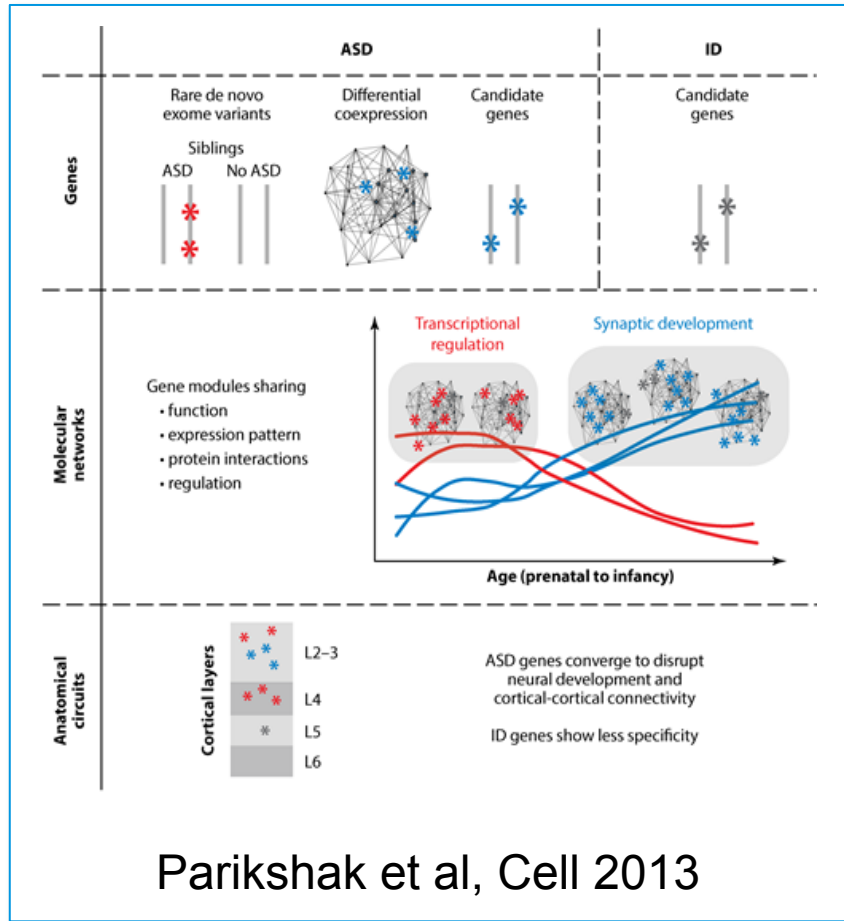 ASD
ID
Genes
Rare de novo
exome variants
Siblings
ASD
No ASD
Differential
coexpression
Candidate
genes
Candidate
genes
Molecular
networks
Gene modules sharing
• function
• expression pattern
• protein interactions
• regulation
Transcriptional
regulation
Synaptic development
Age (prenatal to infancy)
Anatomical
circuits
Cortical layers
L2–3
L4
L5
L6
ASD genes converge to disrupt
neural development and
cortical-cortical connectivity
ID genes show less specificity
Parikshak et al, Cell 2013